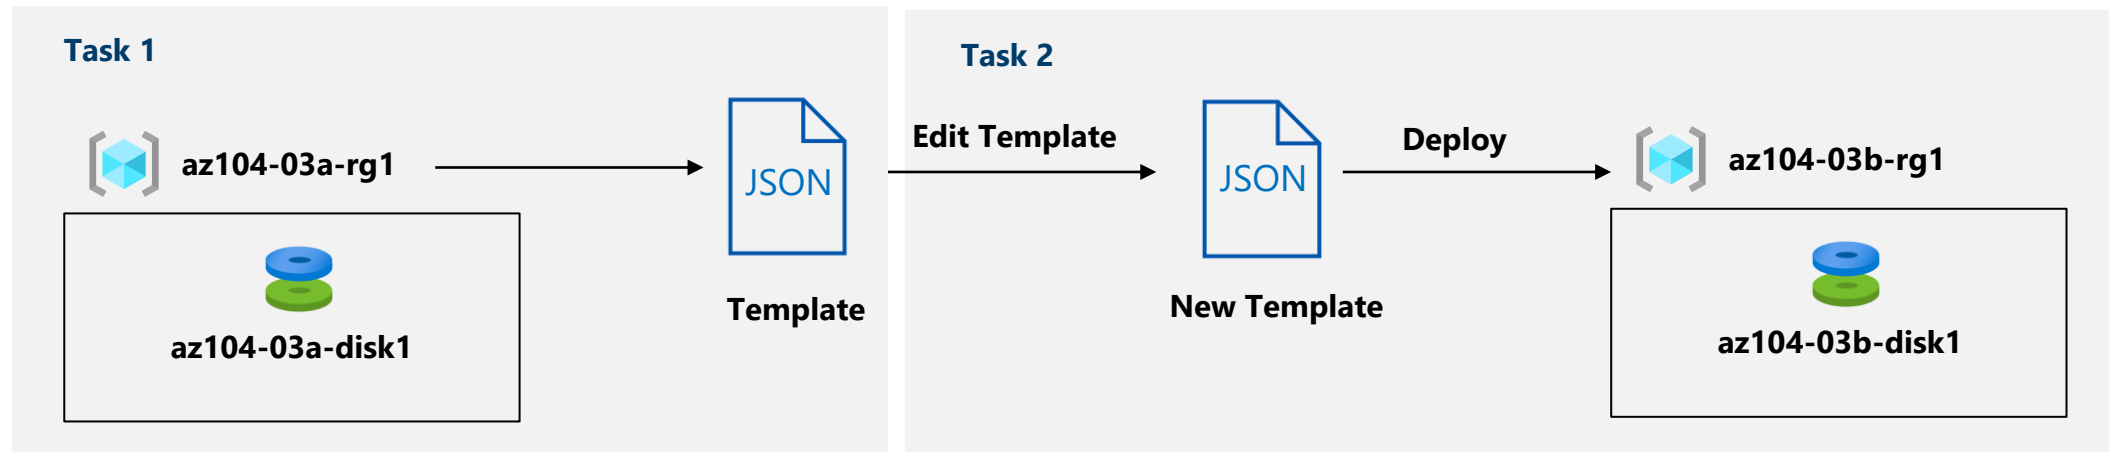 Task 1
az104-03a-rg1
az104-03a-disk1
JSON
Template
Task 2
Edit Template
JSON
New Template
Deploy
az104-03b-rg1
az104-03b-disk1